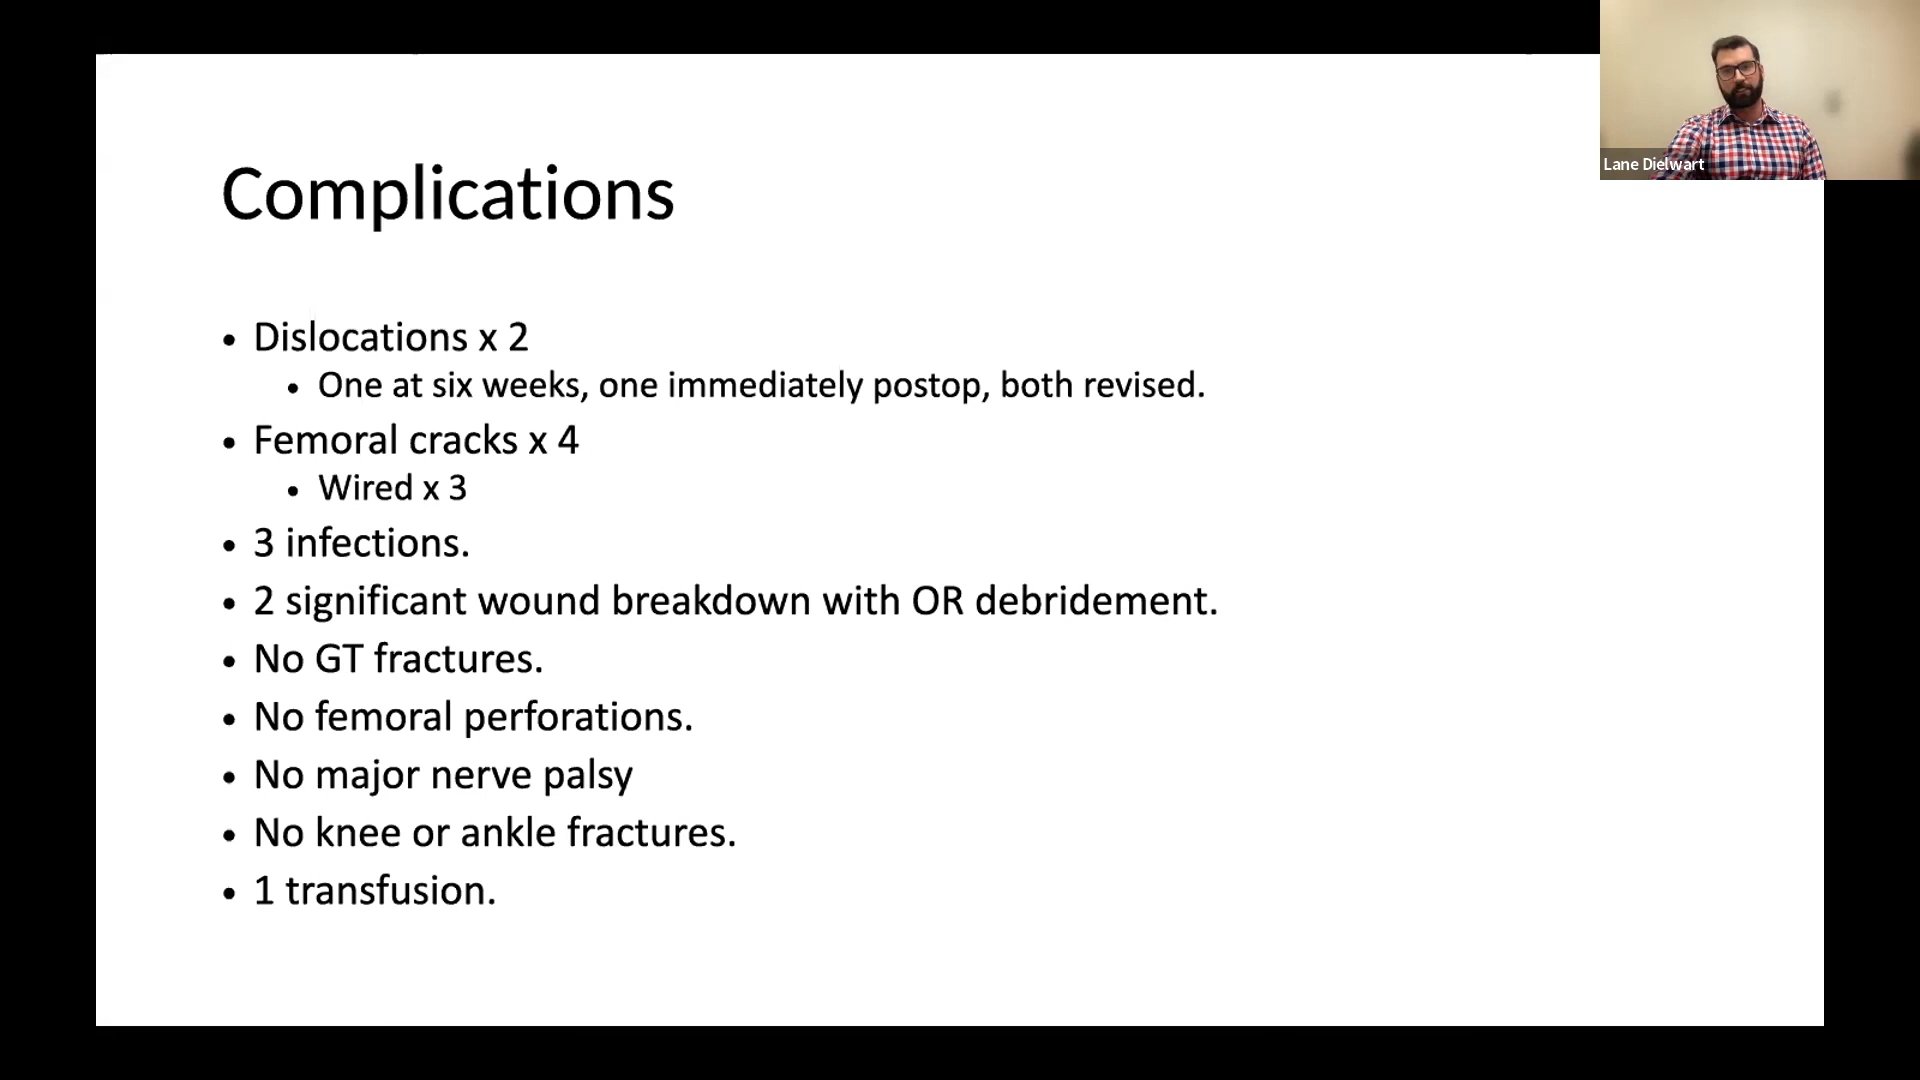 Lane Dielwart
Complications
• Dislocations x 2
• One at six weeks, one immediately postop, both revised.
• Femoral cracks x 4
• Wired x 3
• 3 infections.
• 2 significant wound breakdown with OR debridement.
• No GT fractures.
• No femoral perforations.
• No major nerve palsy
• No knee or ankle fractures.
• 1 transfusion.